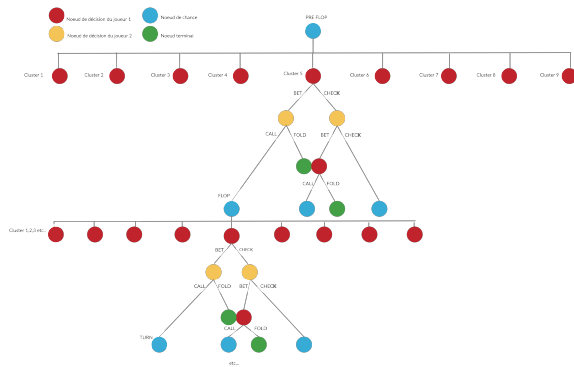 Noeud de décision du joueur 1
Noeud de chance
Noeud de décision du joueur 2
Noeud terminal
PRE FLOP
Cluster 1
Cluster 2
Cluster 3
Cluster 4
Cluster 5
Cluster 6
Cluster 7
Cluster 8
Cluster 9
BET
CHECK
CALL
FOLD
BET
CHECK
CALL
FOLD
FLOP
Cluster 1,2,3 etc...
BET
CHECK
CALL
FOLD
BET
CHECK
CALL
FOLD
TURN
etc...